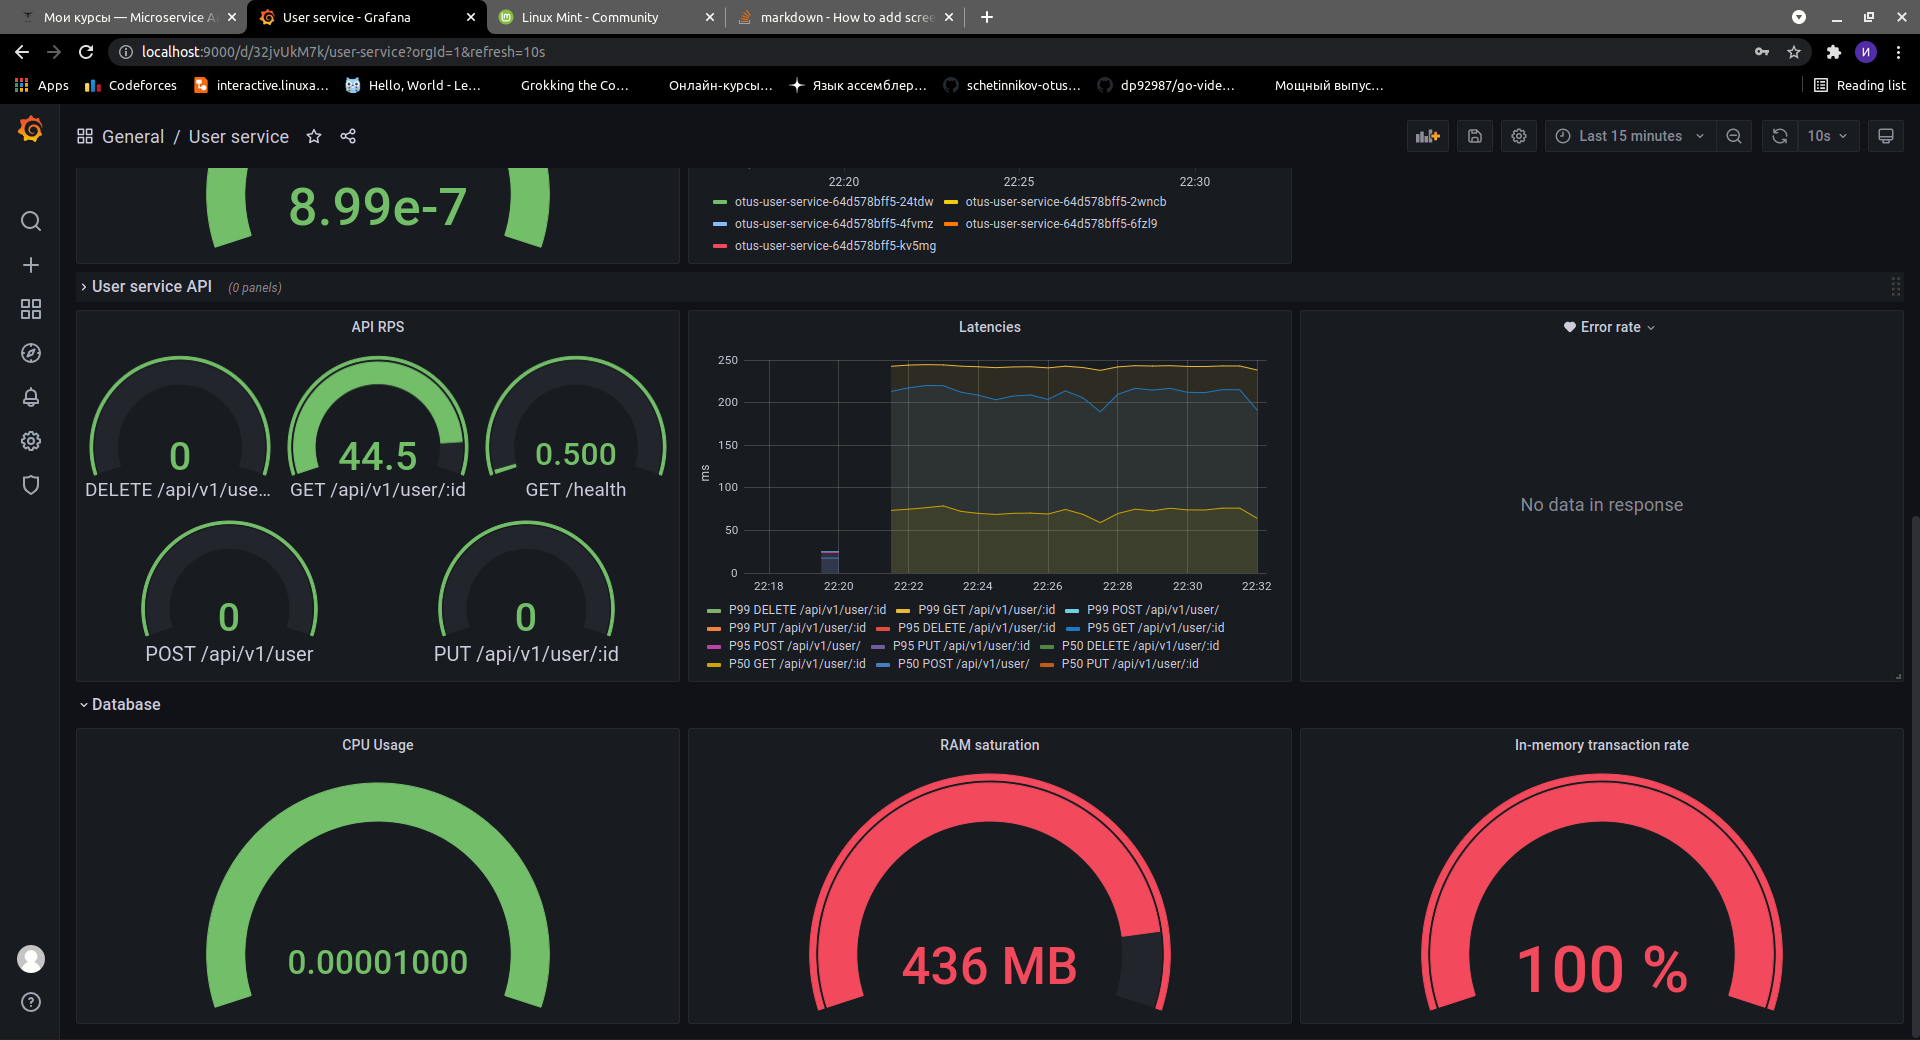 Мои курсы — Microservice A
User service - Grafana
Linux Mint - Community
markdown - How to add scree
localhost:9000/d/32jvUkM7k/user-service?orgId=1&refresh=10s
И
Apps
Codeforces
interactive.linuxa...
Hello, World - Le...
Grokking the Co...
Онлайн-курсы...
Язык ассемблер...
schetinnikov-otus...
dp92987/go-vide...
Мощный выпус...
Reading list
General / User service
Last 15 minutes
10s
8.99e-7
22:20 22:25 22:30
otus-user-service-64d578bff5-24tdw otus-user-service-64d578bff5-2wncb
otus-user-service-64d578bff5-4fvmz otus-user-service-64d578bff5-6fzl9
otus-user-service-64d578bff5-kv5mg
User service API (0 panels)
API RPS
0
DELETE /api/v1/use...
44.5
GET /api/v1/user/:id
0.500
GET /health
0
POST /api/v1/user
0
PUT /api/v1/user/:id
Latencies
250
200
150
100
50
0
ms
22:18 22:20 22:22 22:24 22:26 22:28 22:30 22:32
P99 DELETE /api/v1/user/:id P99 GET /api/v1/user/:id P99 POST /api/v1/user/
P99 PUT /api/v1/user/:id P95 DELETE /api/v1/user/:id P95 GET /api/v1/user/:id
P95 POST /api/v1/user/ P95 PUT /api/v1/user/:id P50 DELETE /api/v1/user/:id
P50 GET /api/v1/user/:id P50 POST /api/v1/user/ P50 PUT /api/v1/user/:id
Error rate
No data in response
Database
CPU Usage
0.00001000
RAM saturation
436 MB
In-memory transaction rate
100 %